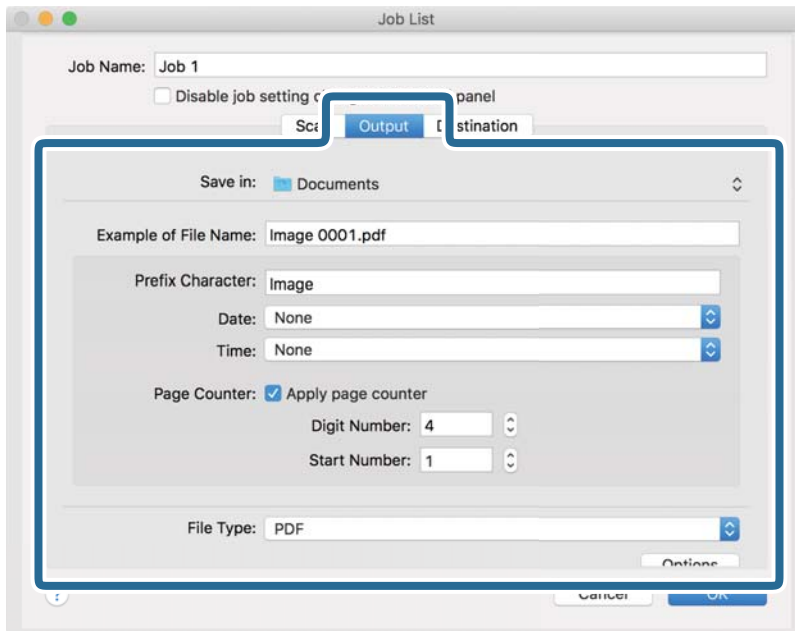 Job List
Job Name: Job 1
Disable job setting panel
Output
Save in: Documents
Example of File Name: Image 0001.pdf
Prefix Character: Image
Date: None
Time: None
Page Counter: Apply page counter
Digit Number: 4
Start Number: 1
File Type: PDF
Options
Cancel OK